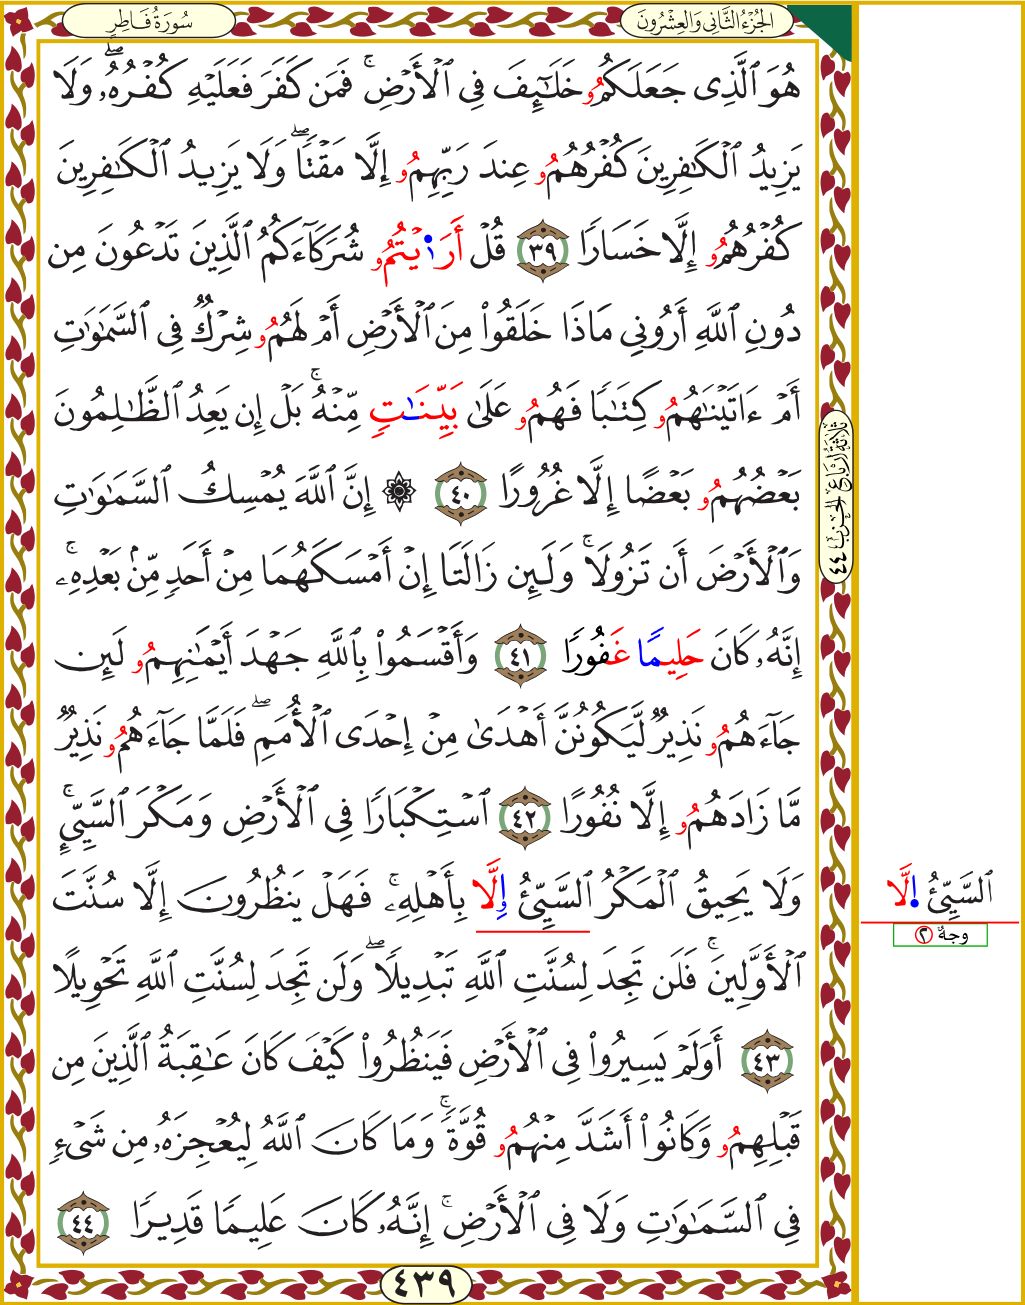 سُورَةُ فَاطِرٍ
الجُزْءُ الثَّانِي وَالعِشْرُونَ
هُوَ ٱلَّذِى جَعَلَكُمُۥ خَلَـٰٓئِفَ فِى ٱلْأَرْضِ ۚ فَمَن كَفَرَ فَعَلَيْهِ كُفْرُهُۥ ۖ وَلَا
يَزِيدُ ٱلْكَـٰفِرِينَ كُفْرُهُمُۥ عِندَ رَبِّهِمُۥ إِلَّا مَقْتًا ۖ وَلَا يَزِيدُ ٱلْكَـٰفِرِينَ
كُفْرُهُمُۥ إِلَّا خَسَارًا ٣٩ قُلْ أَرَٰ۬يْتُمُۥ شُرَكَآءَكُمُ ٱلَّذِينَ تَدْعُونَ مِن
دُونِ ٱللَّهِ أَرُونِى مَاذَا خَلَقُوا۟ مِنَ ٱلْأَرْضِ أَمْ لَهُمُۥ شِرْكٌ فِى ٱلسَّمَـٰوَٰتِ
أَمْ ءَاتَيْنَـٰهُمُۥ كِتَـٰبًا فَهُمُۥ عَلَىٰ بَيِّنَـٰتٍ مِّنْهُ ۚ بَلْ إِن يَعِدُ ٱلظَّـٰلِمُونَ
بَعْضُهُمُۥ بَعْضًا إِلَّا غُرُورًا ٤٠ ۞ إِنَّ ٱللَّهَ يُمْسِكُ ٱلسَّمَـٰوَٰتِ
وَٱلْأَرْضَ أَن تَزُولَا ۚ وَلَئِن زَالَتَآ إِنْ أَمْسَكَهُمَا مِنْ أَحَدٍ مِّنۢ بَعْدِهِۦ ۚ
إِنَّهُۥ كَانَ حَلِيمًا غَفُورًا ٤١ وَأَقْسَمُوا۟ بِٱللَّهِ جَهْدَ أَيْمَـٰنِهِمُۥ لَئِن
جَآءَهُمُۥ نَذِيرٌ لَّيَكُونُنَّ أَهْدَىٰ مِنْ إِحْدَى ٱلْأُمَمِ ۖ فَلَمَّا جَآءَهُمُۥ نَذِيرٌ
مَّا زَادَهُمُۥ إِلَّا نُفُورًا ٤٢ ٱسْتِكْبَارًا فِى ٱلْأَرْضِ وَمَكْرَ ٱلسَّيِّئِ ۚ
وَلَا يَحِيقُ ٱلْمَكْرُ ٱلسَّيِّئُ وِ۬لَّا بِأَهْلِهِۦ ۚ فَهَلْ يَنظُرُونَ إِلَّا سُنَّتَ
ٱلْأَوَّلِينَ ۚ فَلَن تَجِدَ لِسُنَّتِ ٱللَّهِ تَبْدِيلًا ۖ وَلَن تَجِدَ لِسُنَّتِ ٱللَّهِ تَحْوِيلًا
٤٣ أَوَلَمْ يَسِيرُوا۟ فِى ٱلْأَرْضِ فَيَنظُرُوا۟ كَيْفَ كَانَ عَـٰقِبَةُ ٱلَّذِينَ مِن
قَبْلِهِمُۥ وَكَانُوٓا۟ أَشَدَّ مِنْهُمُۥ قُوَّةً ۚ وَمَا كَانَ ٱللَّهُ لِيُعْجِزَهُۥ مِن شَىْءٍ
فِى ٱلسَّمَـٰوَٰتِ وَلَا فِى ٱلْأَرْضِ ۚ إِنَّهُۥ كَانَ عَلِيمًا قَدِيرًا ٤٤
٤٣٩
ثَلَاثَةُ أَرْبَاعِ الحِزْبِ ٤٤
ٱلسَّيِّئُ ا۪لَّا
وجهٌ ٢